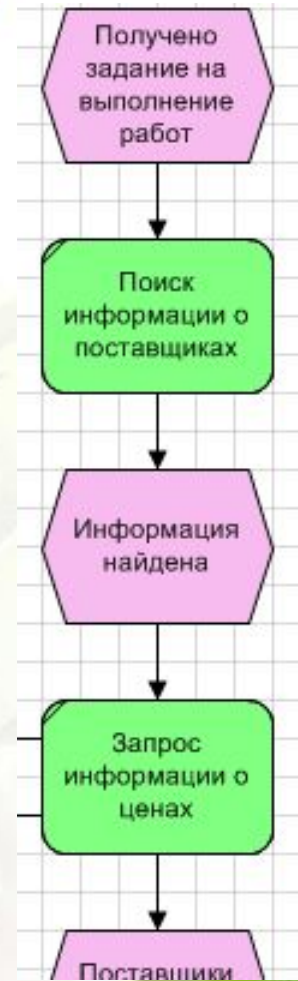 Получено
задание на
выполнение
работ
Поиск
информации о
поставщиках
Информация
найдена
Запрос
информации о
ценах
Поставщики